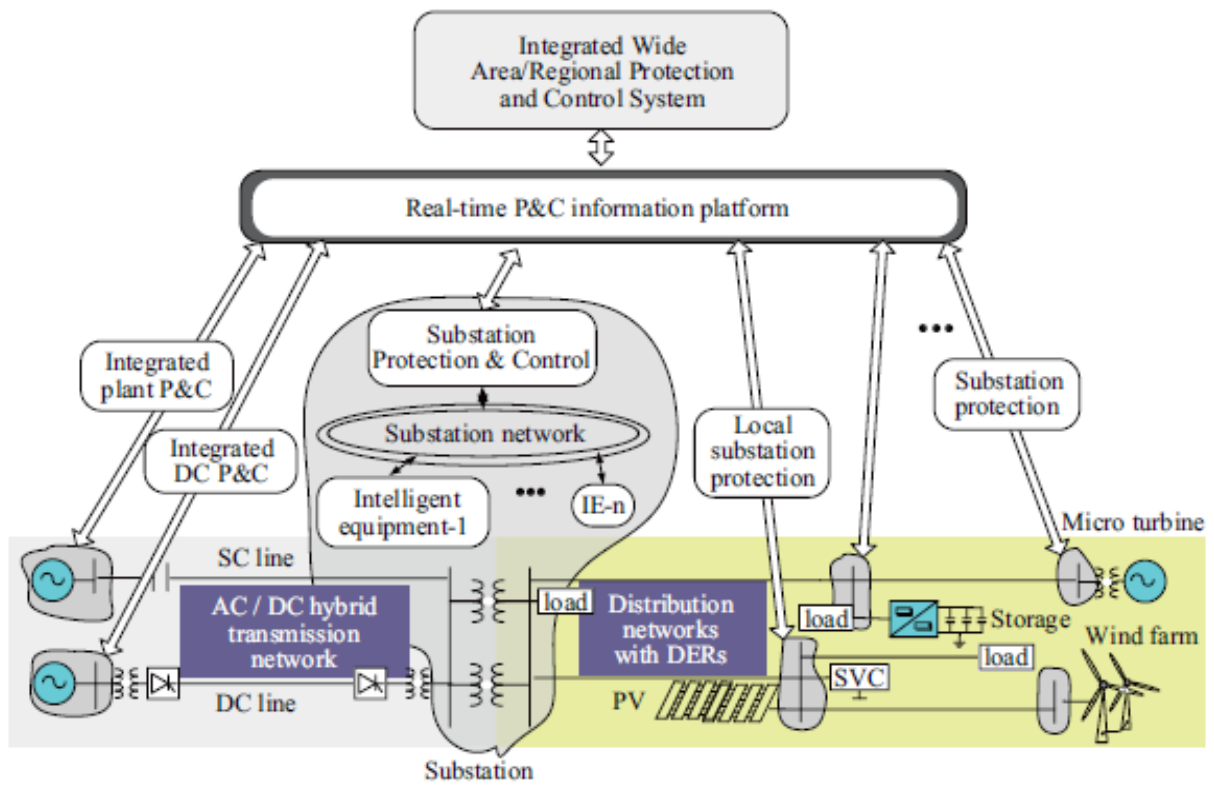 Integrated Wide
Area/Regional Protection
and Control System
Real-time P&C information platform
Integrated
plant P&C
Integrated
DC P&C
Substation
Protection & Control
Substation network
Intelligent
equipment-1
IE-n
Local
substation
protection
Substation
protection
Micro turbine
SC line
AC / DC hybrid
transmission
network
DC line
load
Distribution
networks
with DERs
load
Storage
Wind farm
load
SVC
PV
Substation